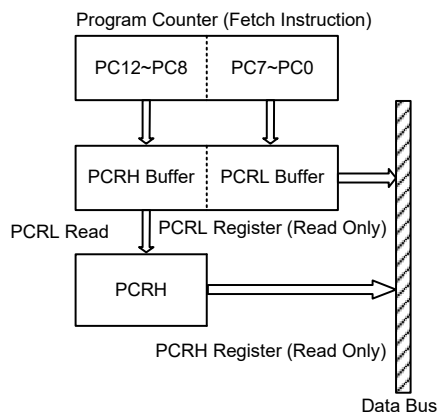 Program Counter (Fetch Instruction)
PC12~PC8
PC7~PC0
PCRH Buffer
PCRL Buffer
PCRL Read
PCRL Register (Read Only)
PCRH
PCRH Register (Read Only)
Data Bus